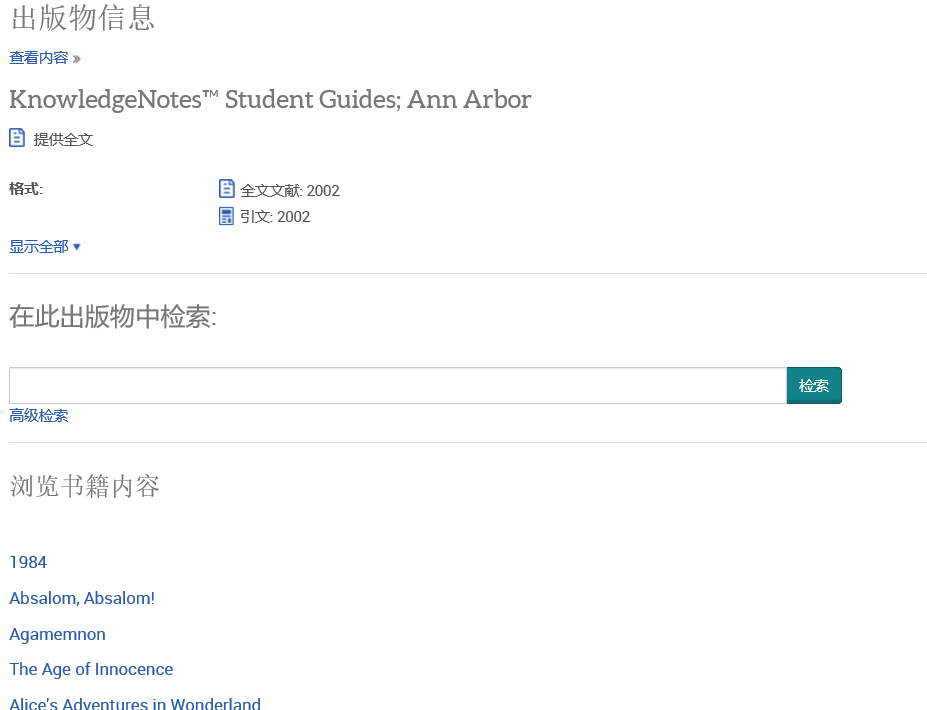 出版物信息
查看内容 »
KnowledgeNotes™ Student Guides; Ann Arbor
提供全文
格式: 全文文献: 2002
引文: 2002
显示全部 ▾
在此出版物中检索:
检索
高级检索
浏览书籍内容
1984
Absalom, Absalom!
Agamemnon
The Age of Innocence
Alice's Adventures in Wonderland